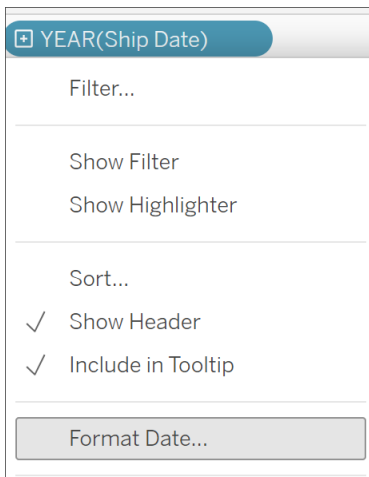 YEAR(Ship Date)
Filter...
Show Filter
Show Highlighter
Sort...
Show Header
Include in Tooltip
Format Date...